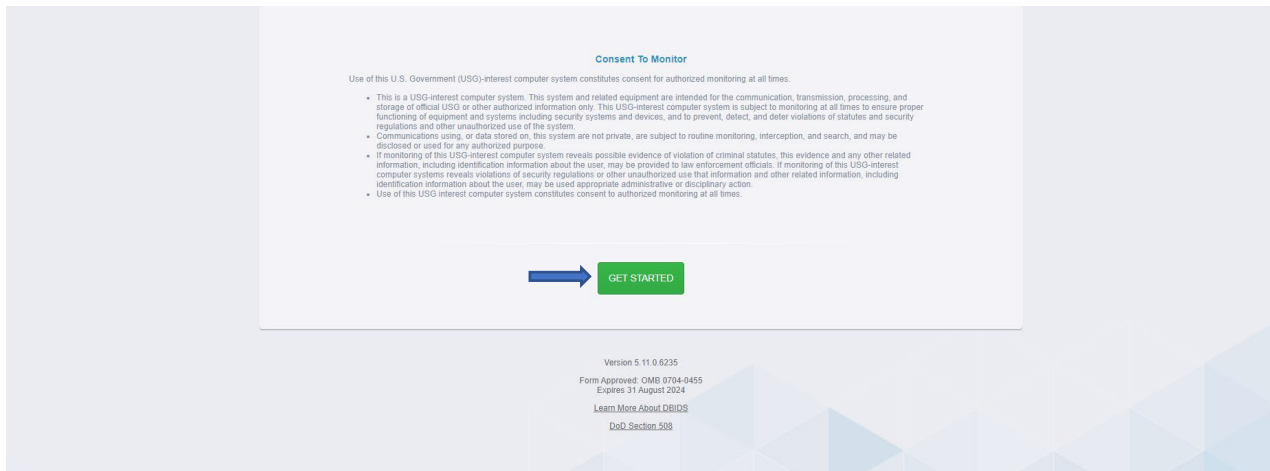 Consent To Monitor
Use of this U.S. Government (USG)-interest computer system constitutes consent for authorized monitoring at all times.
• This is a USG-interest computer system. This system and related equipment are intended for the communication, transmission, processing, and
storage of official USG or other authorized information only. This USG-interest computer system is subject to monitoring at all times to ensure proper
functioning of equipment and systems including security systems and devices, and to prevent, detect, and deter violations of statutes and security
regulations and other unauthorized use of the system.
• Communications using, or data stored on, this system are not private, are subject to routine monitoring, interception, and search, and may be
disclosed or used for any authorized purpose.
• If monitoring of this USG-interest computer system reveals possible evidence of violation of criminal statutes, this evidence and any other related
information, including identification information about the user, may be provided to law enforcement officials. If monitoring of this USG-interest
computer systems reveals violations of security regulations or other unauthorized use that information and other related information, including
identification information about the user, may be used appropriate administrative or disciplinary action.
• Use of this USG interest computer system constitutes consent to authorized monitoring at all times.
GET STARTED
Version 5.11.0.6235
Form Approved: OMB 0704-0455
Expires 31 August 2024
Learn More About DBIDS
DoD Section 508